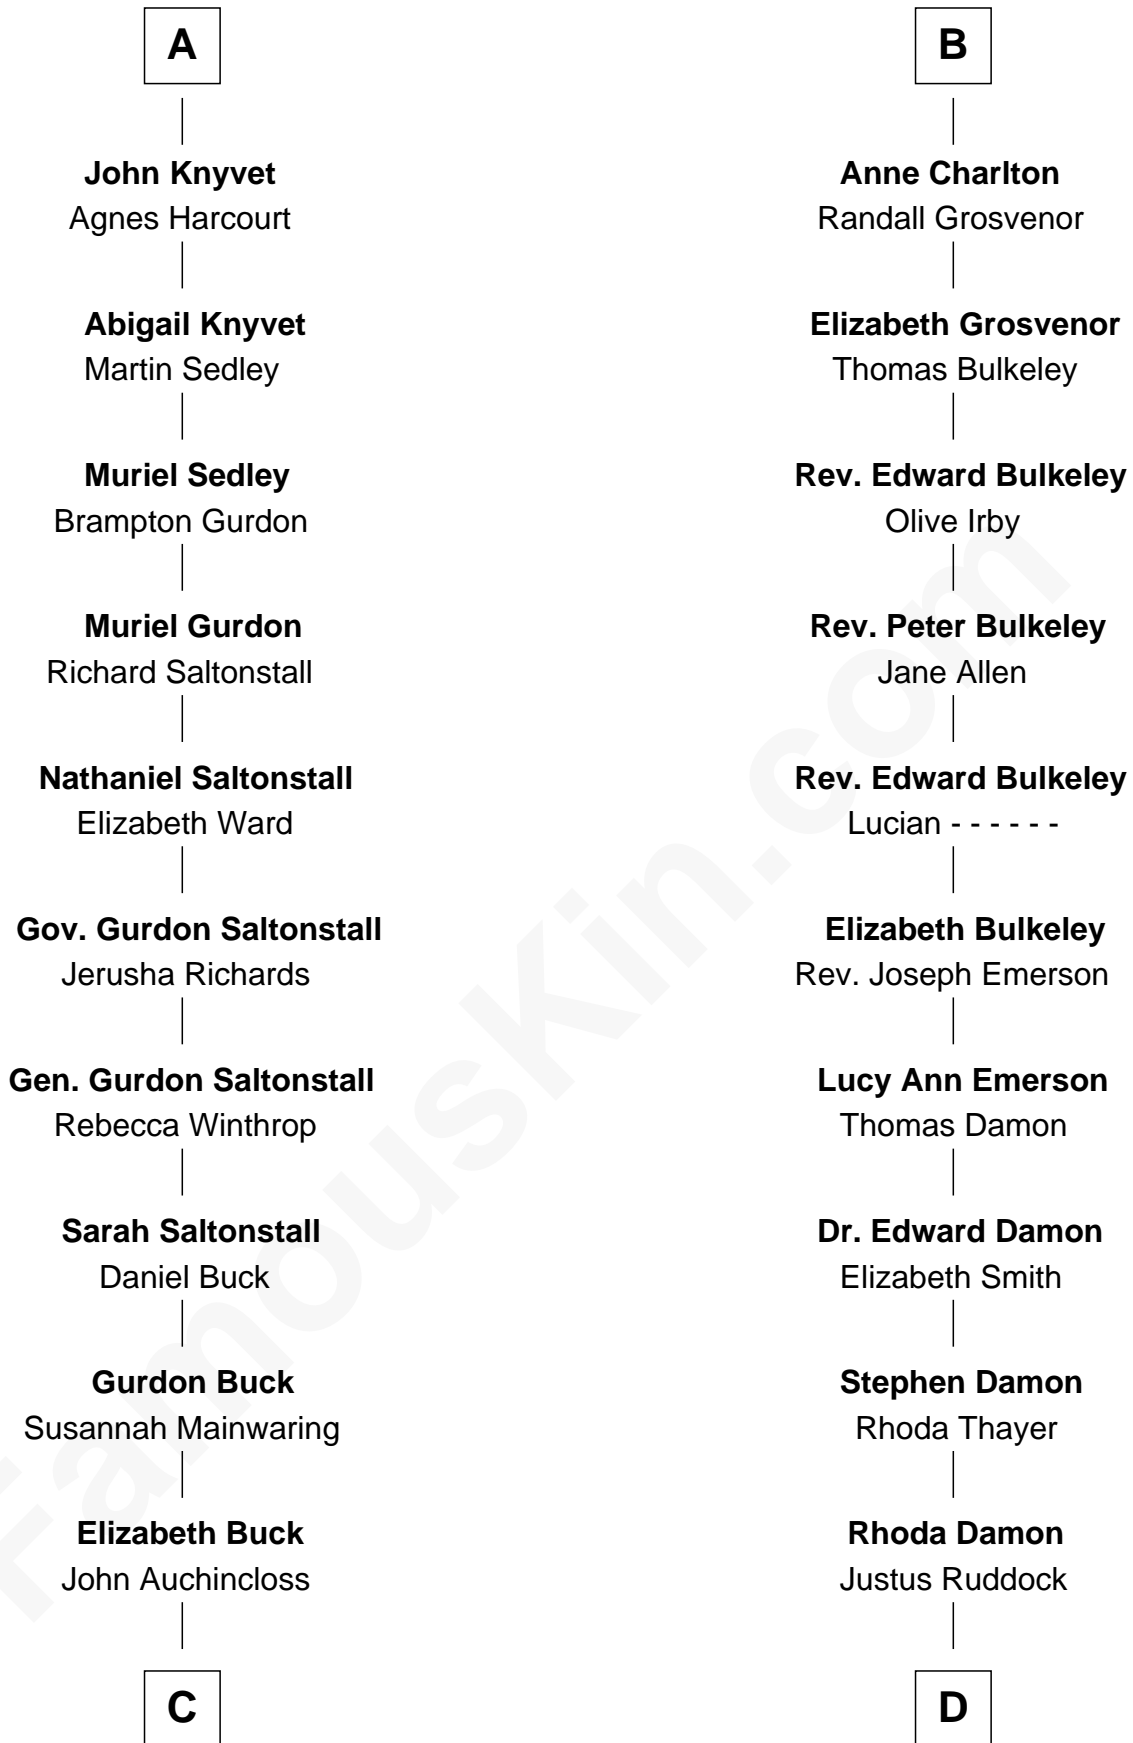 A
John Knyvet
Agnes Harcourt
Abigail Knyvet
Martin Sedley
Muriel Sedley
Brampton Gurdon
Muriel Gurdon
Richard Saltonstall
Nathaniel Saltonstall
Elizabeth Ward
Gov. Gurdon Saltonstall
Jerusha Richards
Gen. Gurdon Saltonstall
Rebecca Winthrop
Sarah Saltonstall
Daniel Buck
Gurdon Buck
Susannah Mainwaring
Elizabeth Buck
John Auchincloss
C
B
Anne Charlton
Randall Grosvenor
Elizabeth Grosvenor
Thomas Bulkeley
Rev. Edward Bulkeley
Olive Irby
Rev. Peter Bulkeley
Jane Allen
Rev. Edward Bulkeley
Lucian - - - - - -
Elizabeth Bulkeley
Rev. Joseph Emerson
Lucy Ann Emerson
Thomas Damon
Dr. Edward Damon
Elizabeth Smith
Stephen Damon
Rhoda Thayer
Rhoda Damon
Justus Ruddock
D
FamousKin.com